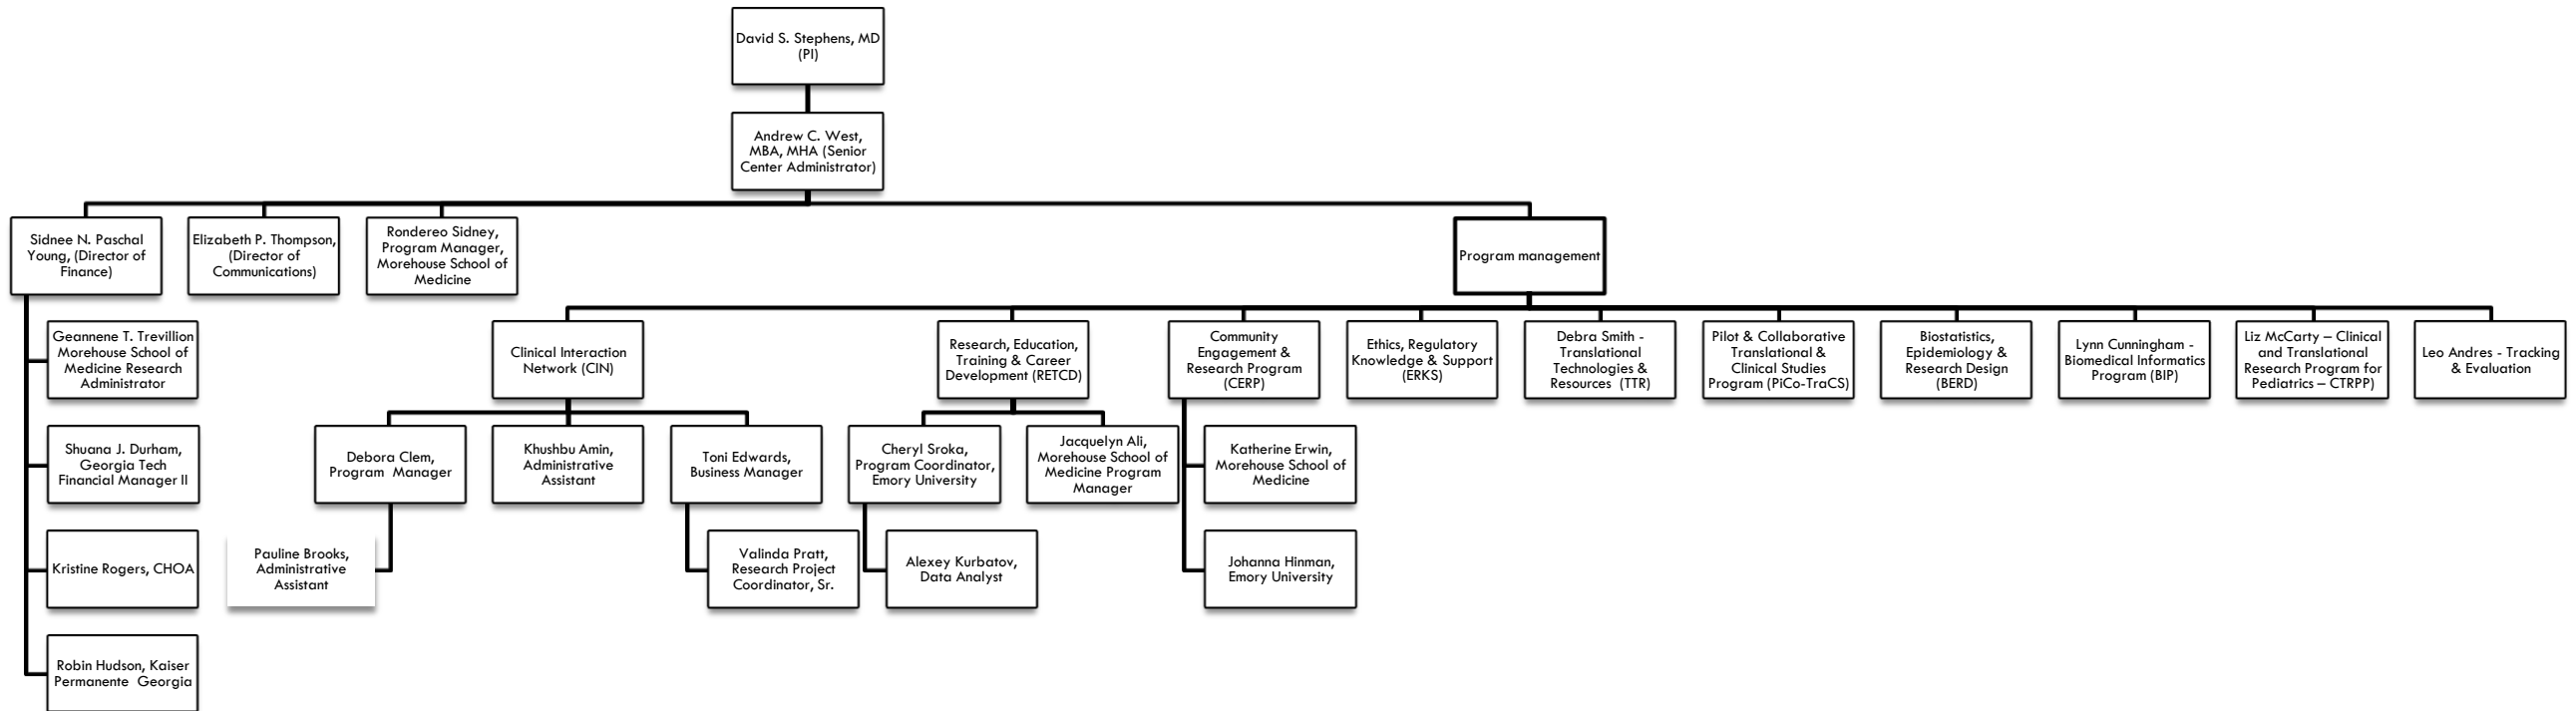 David S. Stephens, MD
(PI)
Andrew C. West,
MBA, MHA (Senior
Center Administrator)
Sidnee N. Paschal
Young, (Director of
Finance)
Elizabeth P. Thompson,
(Director of
Communications)
Rondereo Sidney,
Program Manager,
Morehouse School of
Medicine
Program management
Geannene T. Trevillion
Morehouse School of
Medicine Research
Administrator
Clinical Interaction
Network (CIN)
Research, Education,
Training & Career
Development (RETCD)
Community
Engagement &
Research Program
(CERP)
Ethics, Regulatory
Knowledge & Support
(ERKS)
Debra Smith -
Translational
Technologies &
Resources (TTR)
Pilot & Collaborative
Translational &
Clinical Studies
Program (PiCo-TraCS)
Biostatistics,
Epidemiology &
Research Design
(BERD)
Lynn Cunningham -
Biomedical Informatics
Program (BIP)
Liz McCarty – Clinical
and Translational
Research Program for
Pediatrics – CTRPP)
Leo Andres - Tracking
& Evaluation
Shuana J. Durham,
Georgia Tech
Financial Manager II
Debora Clem,
Program Manager
Khushbu Amin,
Administrative
Assistant
Toni Edwards,
Business Manager
Cheryl Sroka,
Program Coordinator,
Emory University
Jacquelyn Ali,
Morehouse School of
Medicine Program
Manager
Katherine Erwin,
Morehouse School of
Medicine
Kristine Rogers, CHOA
Pauline Brooks,
Administrative
Assistant
Valinda Pratt,
Research Project
Coordinator, Sr.
Alexey Kurbatov,
Data Analyst
Johanna Hinman,
Emory University
Robin Hudson, Kaiser
Permanente Georgia